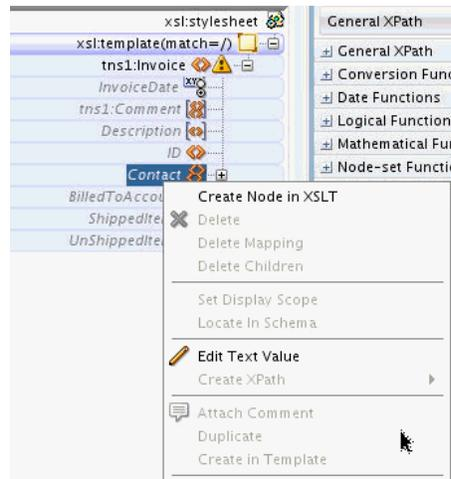 xsl:stylesheet
xsl:template(match=/)
tns1:Invoice
InvoiceDate
tns1:Comment
Description
ID
Contact
BilledToAccou
ShippedIte
UnShippedIte
General XPath
General XPath
Conversion Func
Date Functions
Logical Function
Mathematical Fu
Node-set Functi
Create Node in XSLT
Delete
Delete Mapping
Delete Children
Set Display Scope
Locate In Schema
Edit Text Value
Create XPath
Attach Comment
Duplicate
Create in Template